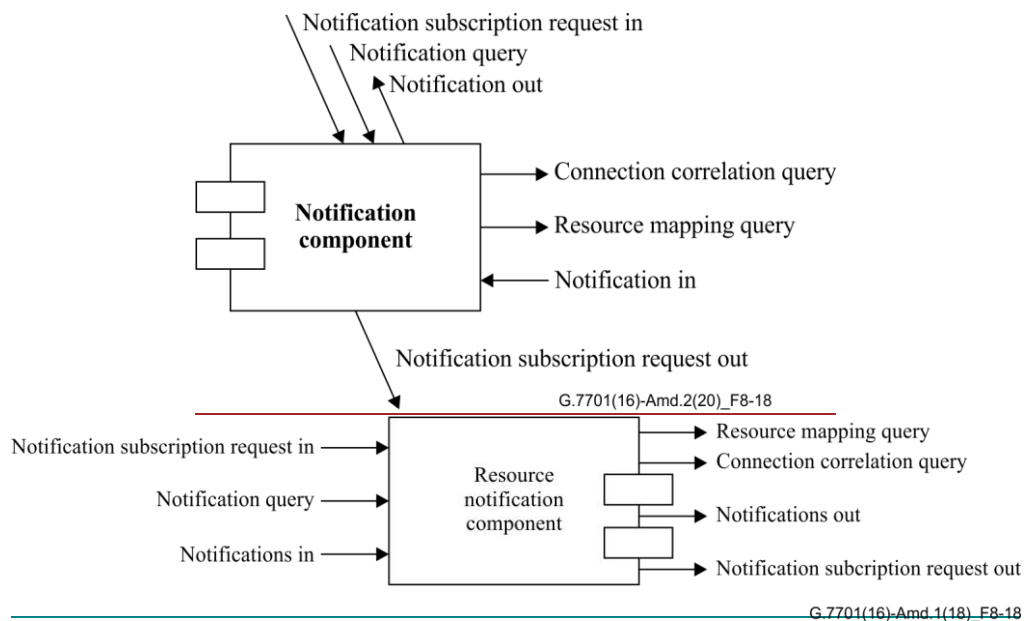 Notification subscription request in
Notification query
Notification out
Connection correlation query
Notification
component
Resource mapping query
Notification in
Notification subscription request out
G.7701(16)-Amd.2(20)_F8-18
Notification subscription request in
Notification query
Notifications in
Resource
notification
component
Resource mapping query
Connection correlation query
Notifications out
Notification subcription request out
G.7701(16)-Amd.1(18)_F8-18